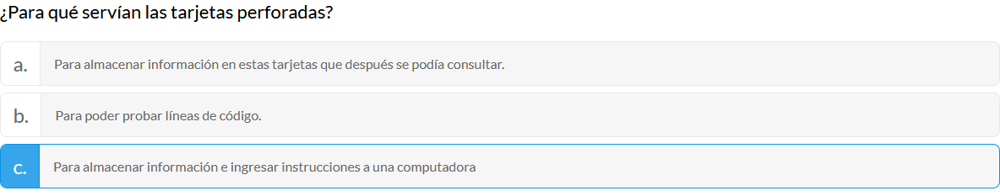 ¿Para qué servían las tarjetas perforadas?
a. Para almacenar información en estas tarjetas que después se podía consultar.
b. Para poder probar líneas de código.
c. Para almacenar información e ingresar instrucciones a una computadora